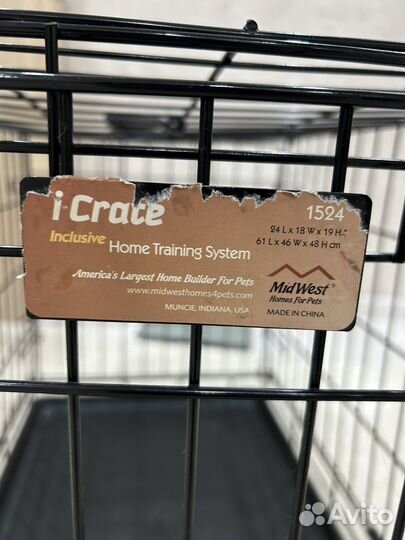 i Crate
1524
Inclusive Home Training System
24 L x 18 W x 19 H."
61 L x 46 W x 48 H cm
America's Largest Home Builder For Pets
www.midwesthomes4pets.com
MUNCIE, INDIANA, USA
MidWest®
Homes For Pets
MADE IN CHINA
Avito